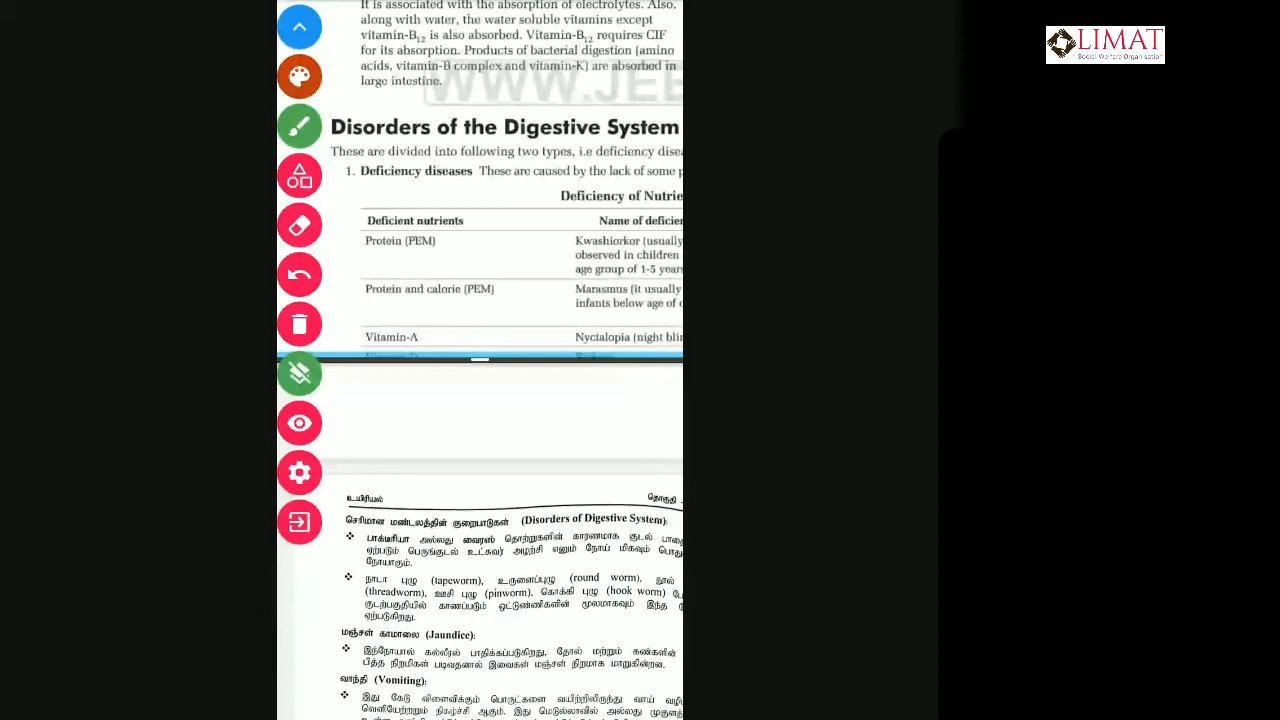 It is associated with the absorption of electrolytes. Also,
along with water, the water soluble vitamins except
vitamin-B12 is also absorbed. Vitamin-B12 requires CIF
for its absorption. Products of bacterial digestion (amino
acids, vitamin-B complex and vitamin-K) are absorbed in
large intestine.
WWW.JEE
Disorders of the Digestive System
These are divided into following two types, i.e deficiency
1. Deficiency diseases These are caused by the lack of some
Deficiency of
Deficient nutrients Name of
Protein (PEM) Kwashiorkor (usually
observed in children
age group of 1-5
Protein and calorie (PEM) Marasmus (it usually
infants below age of
Vitamin-A Nyctalopia (night
உயிரியல் தொகுதி
செரிமான மண்டலத்தின் குறைபாடுகள் (Disorders of Digestive System):
❖ பாக்டீரியா அல்லது வைரஸ் தொற்றுகளின் காரணமாக குடல்
ஏற்படும் பெருங்குடல் உட்சுவர் அழற்சி எனும் நோய் மிகவும்
நோயாகும்.
❖ நாடா புழு (tapeworm), உருளைப்புழு (round worm), நூல்
(threadworm), ஊசி புழு (pinworm), கொக்கி புழு (hook worm)
குடற்பகுதியில் காணப்படும் ஒட்டுண்ணிகளின் மூலமாகவும் இந்த
ஏற்படுகிறது.
மஞ்சள் காமாலை (Jaundice):
❖ இந்நோயால் கல்லீரல் பாதிக்கப்படுகிறது, தோல் மற்றும் கண்களின்
பித்த நிறமிகள் படிவதனால் இவைகள் மஞ்சள் நிறமாக மாறுகின்றன.
வாந்தி (Vomiting):
❖ இது கேடு விளைவிக்கும் பொருட்களை வயிற்றிலிருந்து வாய்
வெளியேற்றறும் நிகழ்ச்சி ஆகும். இது மெடுல்லாவில் அல்லது
LIMAT
Social Welfare Organisation